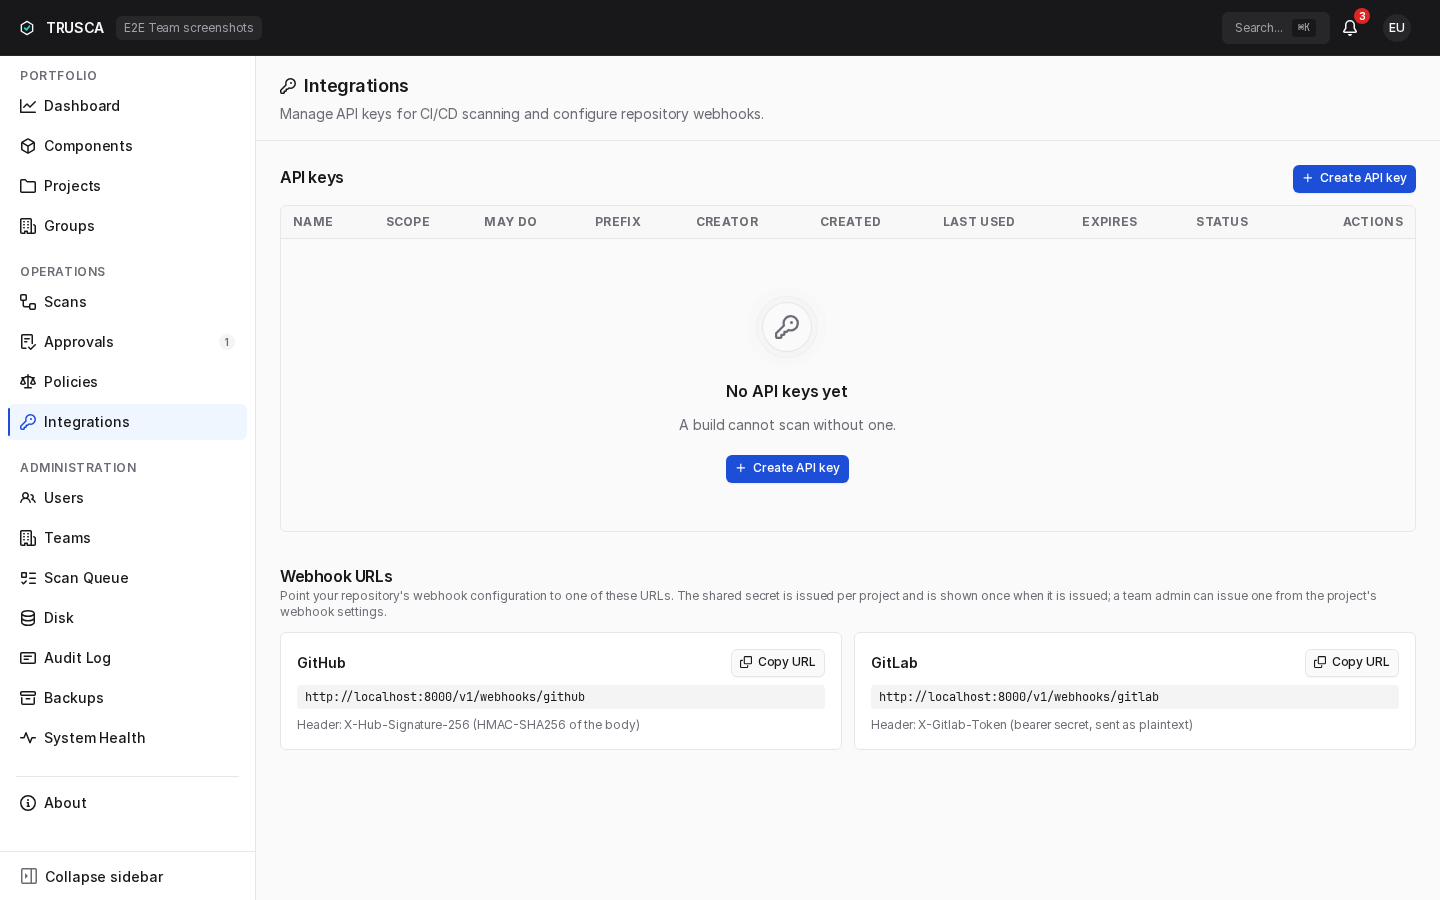 TRUSCA
E2E Team screenshots
Search...
⌘K
3
EU
PORTFOLIO
Dashboard
Components
Projects
Groups
OPERATIONS
Scans
Approvals
1
Policies
Integrations
ADMINISTRATION
Users
Teams
Scan Queue
Disk
Audit Log
Backups
System Health
About
Collapse sidebar
Integrations
Manage API keys for CI/CD scanning and configure repository webhooks.
API keys
Create API key
NAME SCOPE MAY DO PREFIX CREATOR CREATED LAST USED EXPIRES STATUS ACTIONS
No API keys yet
A build cannot scan without one.
Create API key
Webhook URLs
Point your repository's webhook configuration to one of these URLs. The shared secret is issued per project and is shown once when it is issued; a team admin can issue one from the project's
webhook settings.
GitHub
Copy URL
http://localhost:8000/v1/webhooks/github
Header: X-Hub-Signature-256 (HMAC-SHA256 of the body)
GitLab
Copy URL
http://localhost:8000/v1/webhooks/gitlab
Header: X-Gitlab-Token (bearer secret, sent as plaintext)